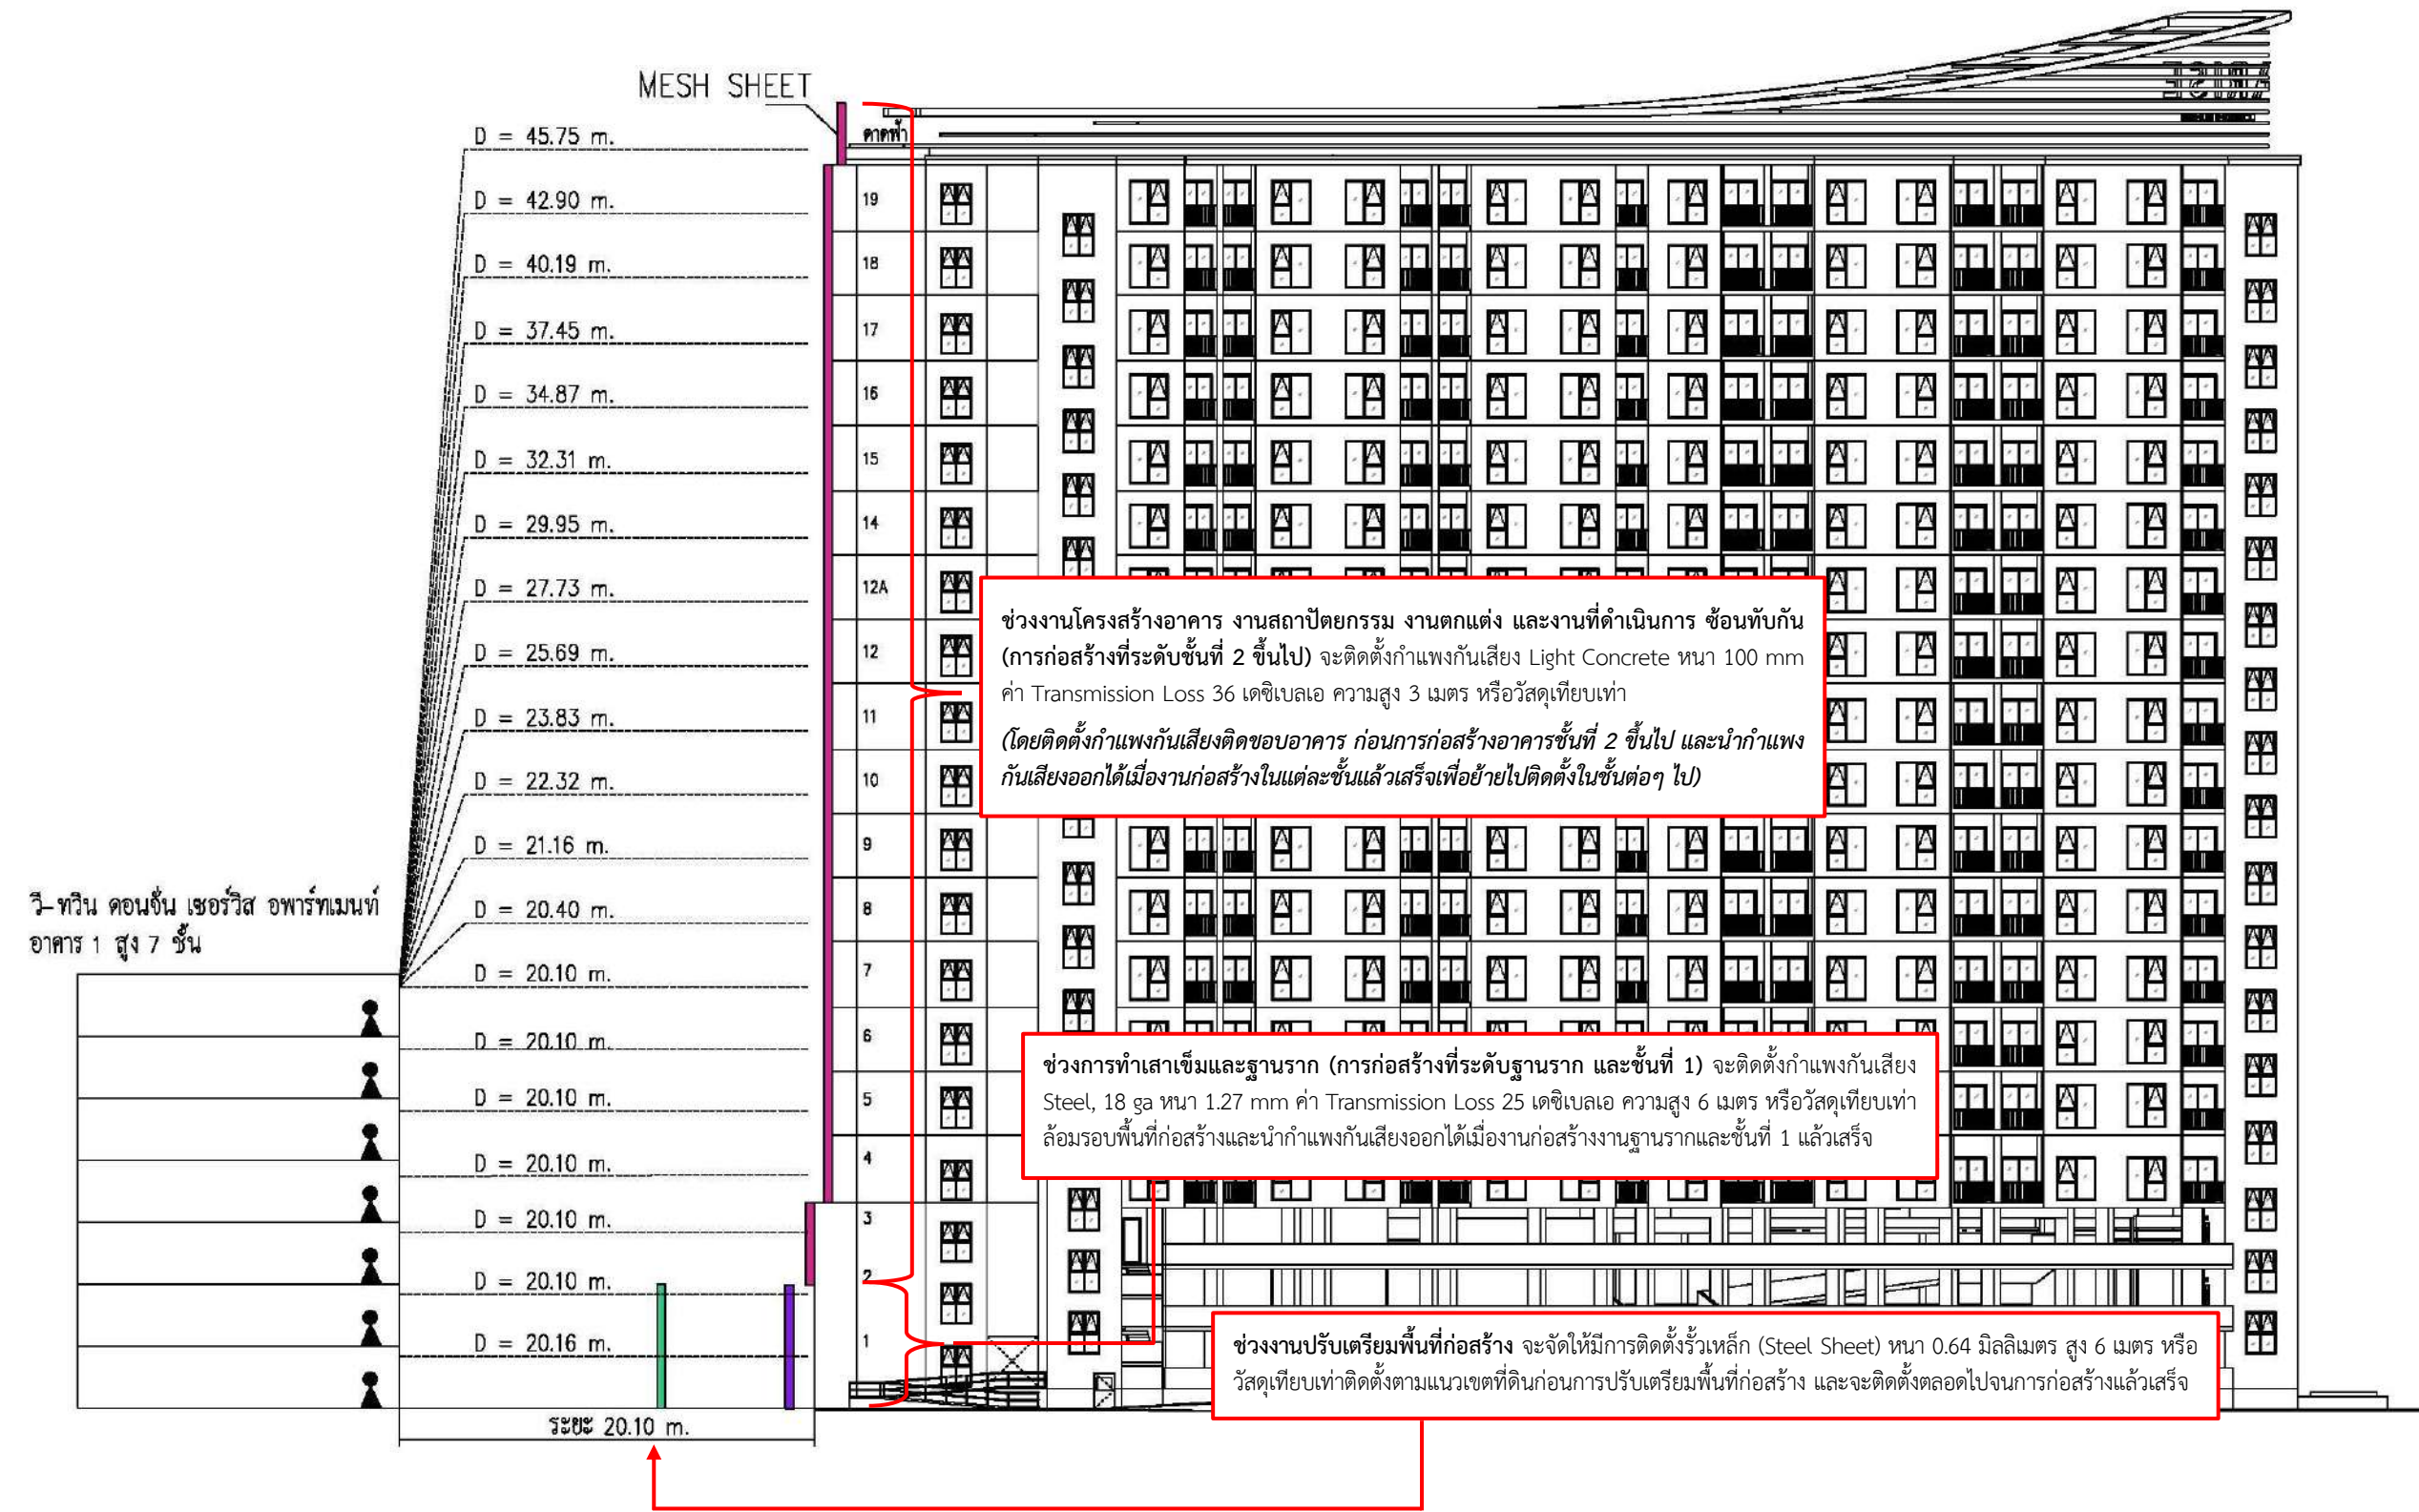 MESH SHEET
ดาดฟ้า
D = 45.75 m.
D = 42.90 m.
19
D = 40.19 m.
18
D = 37.45 m.
17
D = 34.87 m.
16
D = 32.31 m.
15
D = 29.95 m.
14
D = 27.73 m.
12A
D = 25.69 m.
12
D = 23.83 m.
11
D = 22.32 m.
10
D = 21.16 m.
9
D = 20.40 m.
8
D = 20.10 m.
7
D = 20.10 m.
6
D = 20.10 m.
5
D = 20.10 m.
4
D = 20.10 m.
3
D = 20.10 m.
2
D = 20.16 m.
1
วี-ทวิน ดอนจั่น เซอร์วิส อพาร์ทเมนท์
อาคาร 1 สูง 7 ชั้น
ระยะ 20.10 m.
ช่วงงานโครงสร้างอาคาร งานสถาปัตยกรรม งานตกแต่ง และงานที่ดำเนินการ ซ้อนทับกัน
(การก่อสร้างที่ระดับชั้นที่ 2 ขึ้นไป) จะติดตั้งกำแพงกันเสียง Light Concrete หนา 100 mm
ค่า Transmission Loss 36 เดซิเบลเอ ความสูง 3 เมตร หรือวัสดุเทียบเท่า
(โดยติดตั้งกำแพงกันเสียงติดขอบอาคาร ก่อนการก่อสร้างอาคารชั้นที่ 2 ขึ้นไป และนำกำแพง
กันเสียงออกได้เมื่องานก่อสร้างในแต่ละชั้นแล้วเสร็จเพื่อย้ายไปติดตั้งในชั้นต่อๆ ไป)
ช่วงการทำเสาเข็มและฐานราก (การก่อสร้างที่ระดับฐานราก และชั้นที่ 1) จะติดตั้งกำแพงกันเสียง
Steel, 18 ga หนา 1.27 mm ค่า Transmission Loss 25 เดซิเบลเอ ความสูง 6 เมตร หรือวัสดุเทียบเท่า
ล้อมรอบพื้นที่ก่อสร้างและนำกำแพงกันเสียงออกได้เมื่องานก่อสร้างงานฐานรากและชั้นที่ 1 แล้วเสร็จ
ช่วงงานปรับเตรียมพื้นที่ก่อสร้าง จะจัดให้มีการติดตั้งรั้วเหล็ก (Steel Sheet) หนา 0.64 มิลลิเมตร สูง 6 เมตร หรือ
วัสดุเทียบเท่าติดตั้งตามแนวเขตที่ดินก่อนการปรับเตรียมพื้นที่ก่อสร้าง และจะติดตั้งตลอดไปจนการก่อสร้างแล้วเสร็จ